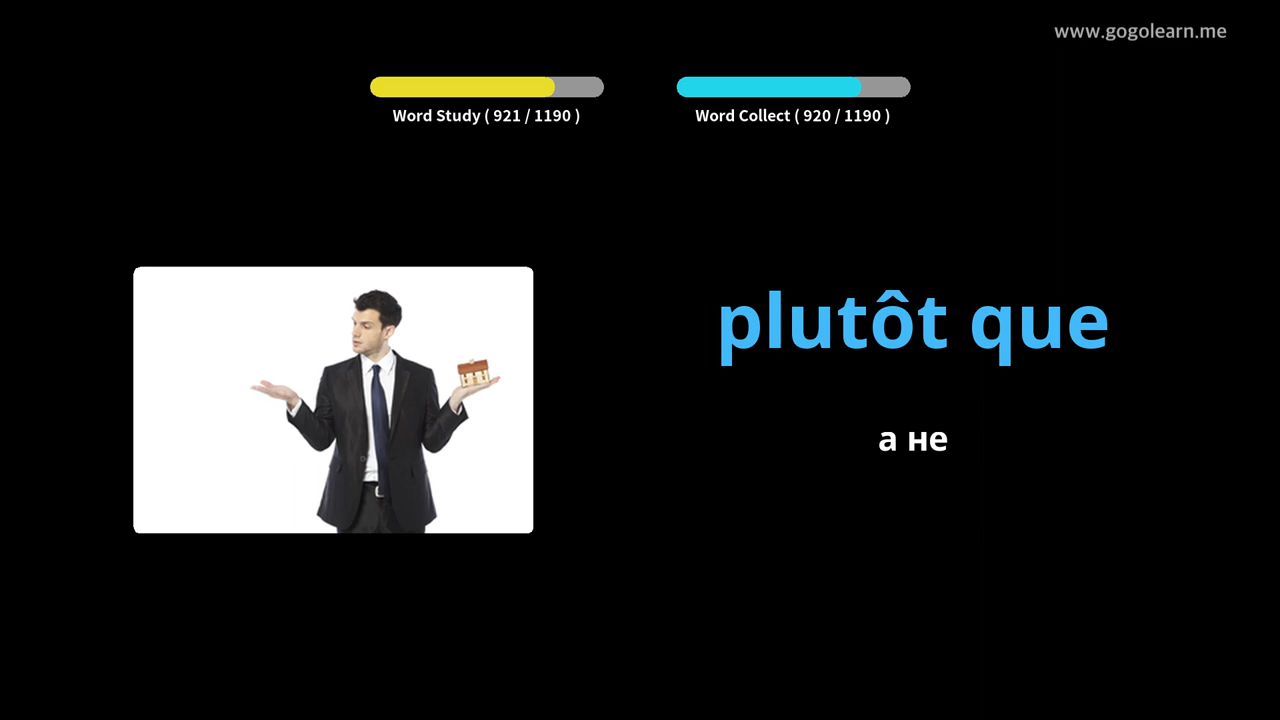 www.gogolearn.me
Word Study ( 921 / 1190 )
Word Collect ( 920 / 1190 )
plutôt que
а не